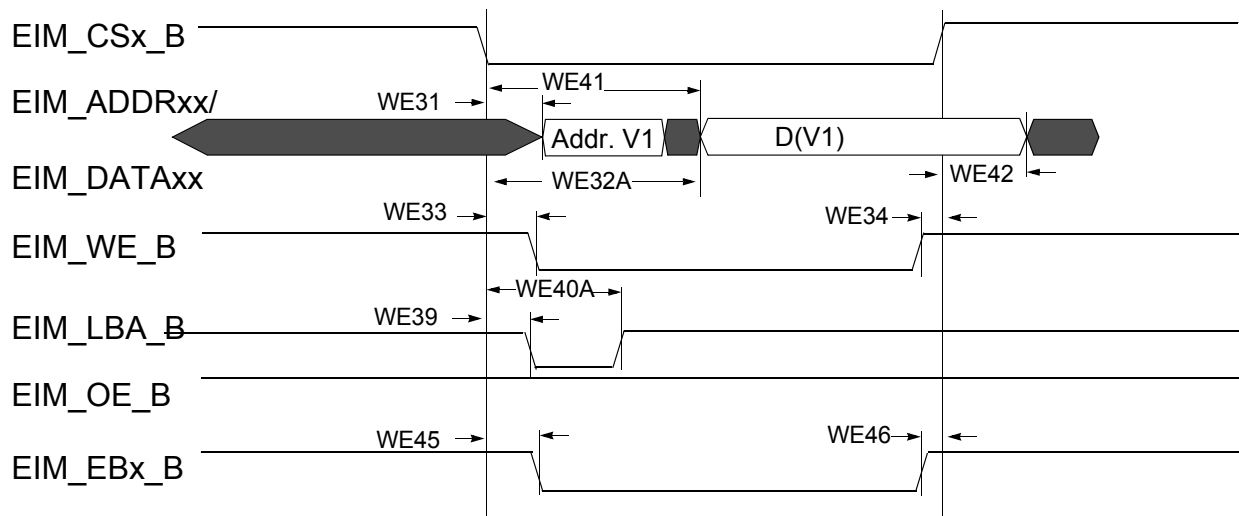 EIM_CSx_B
WE41
EIM_ADDRxx/
WE31
Addr. V1
D(V1)
EIM_DATAxx
WE32A
WE42
WE33
WE34
EIM_WE_B
WE40A
EIM_LBA_B
WE39
EIM_OE_B
WE45
WE46
EIM_EBx_B